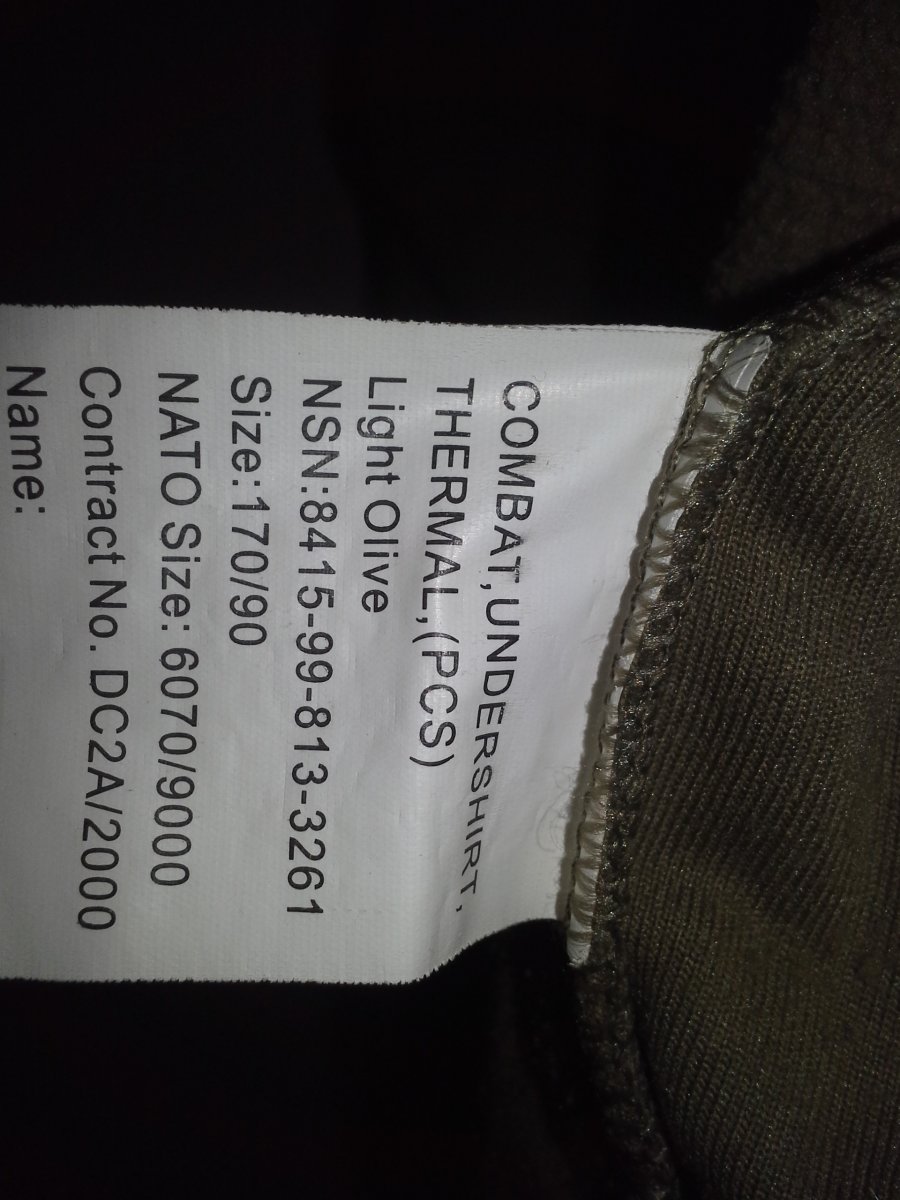 COMBAT,UNDERSHIRT,
THERMAL,(PCS)
Light Olive
NSN:8415-99-813-3261
Size:170/90
NATO Size: 6070/9000
Contract No. DC2A/2000
Name: